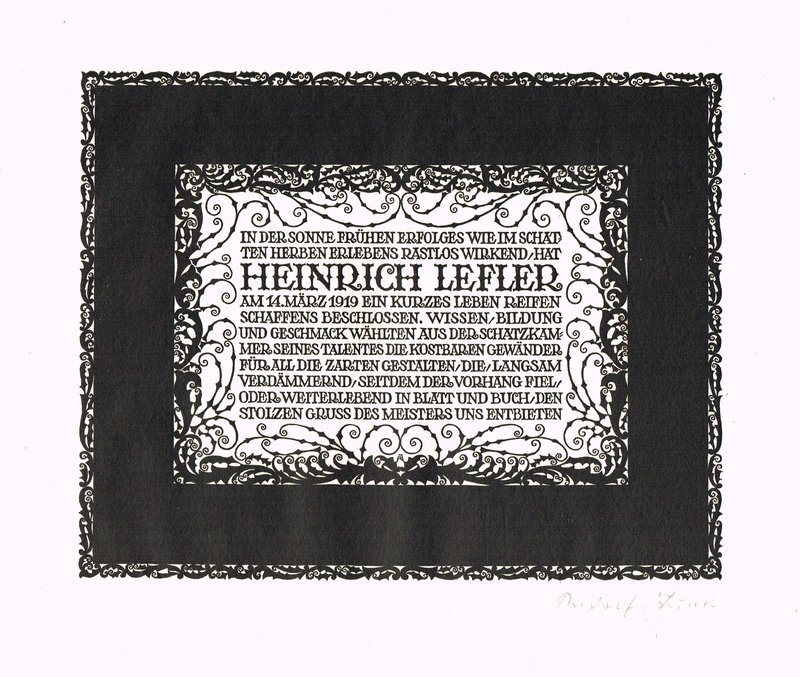 IN DER SONNE FRÜHEN ERFOLGES WIE IM SCHAT-
TEN HERBEN ERLEBENS RASTLOS WIRKEND/HAT
HEINRICH LEFLER
AM 14. MÄRZ 1919 EIN KURZES LEBEN REIFEN
SCHAFFENS BESCHLOSSEN. WISSEN/BILDUNG
UND GESCHMACK WÄHLTEN AUS DER SCHATZKAM-
MER SEINES TALENTES DIE KOSTBAREN GEWÄNDER
FÜR ALL DIE ZARTEN GESTALTEN/DIE/LANGSAM
VERDÄMMERND/SEITDEM DER VORHANG FIEL/
ODER WEITERLEBEND IN BLATT UND BUCH/DEN
STOLZEN GRUSS DES MEISTERS UNS ENTBIETEN
Rudolf